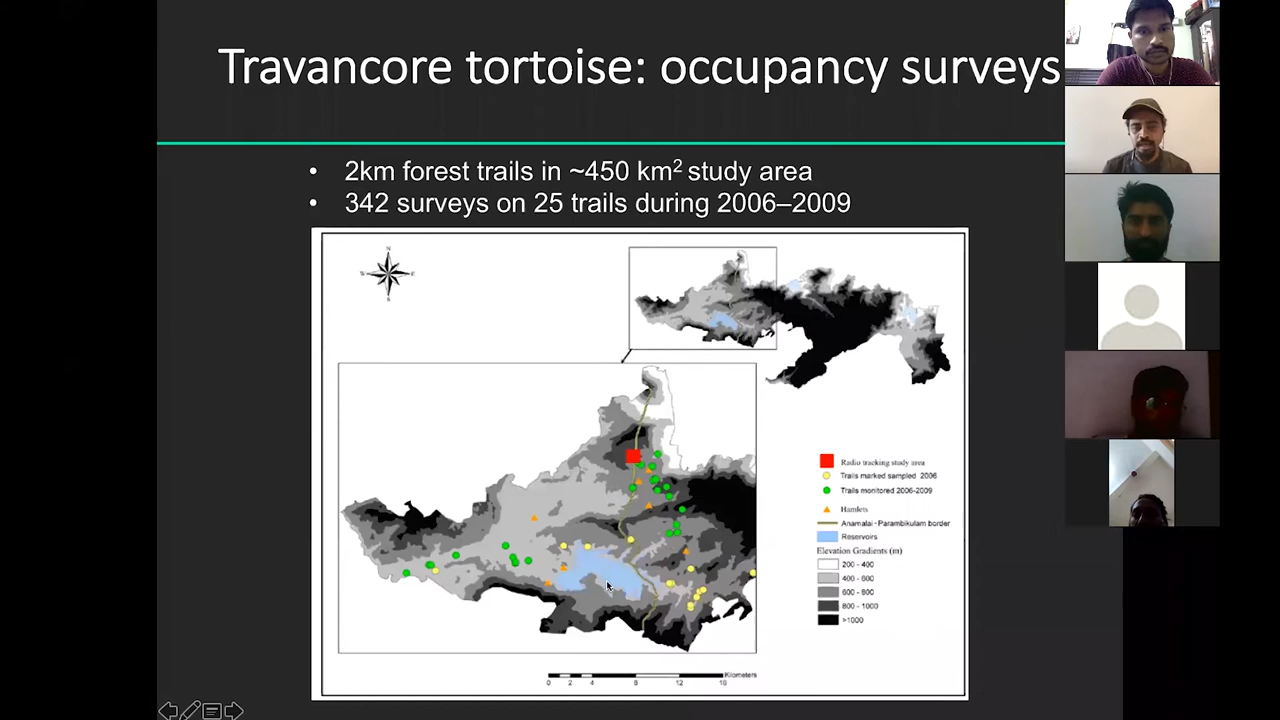 Travancore tortoise: occupancy surveys
• 2km forest trails in ~450 km2 study area
• 342 surveys on 25 trails during 2006–2009
N
S
E
S
Radio tracking study area
Trails marked sampled 2006
Trails monitored 2006-2009
Hamlets
Anamalai - Parambikulam border
Reservoirs
Elevation Gradients (m)
200 - 400
400 - 600
600 - 800
800 - 1000
>1000
Kilometers
0 2 4 8 12 16